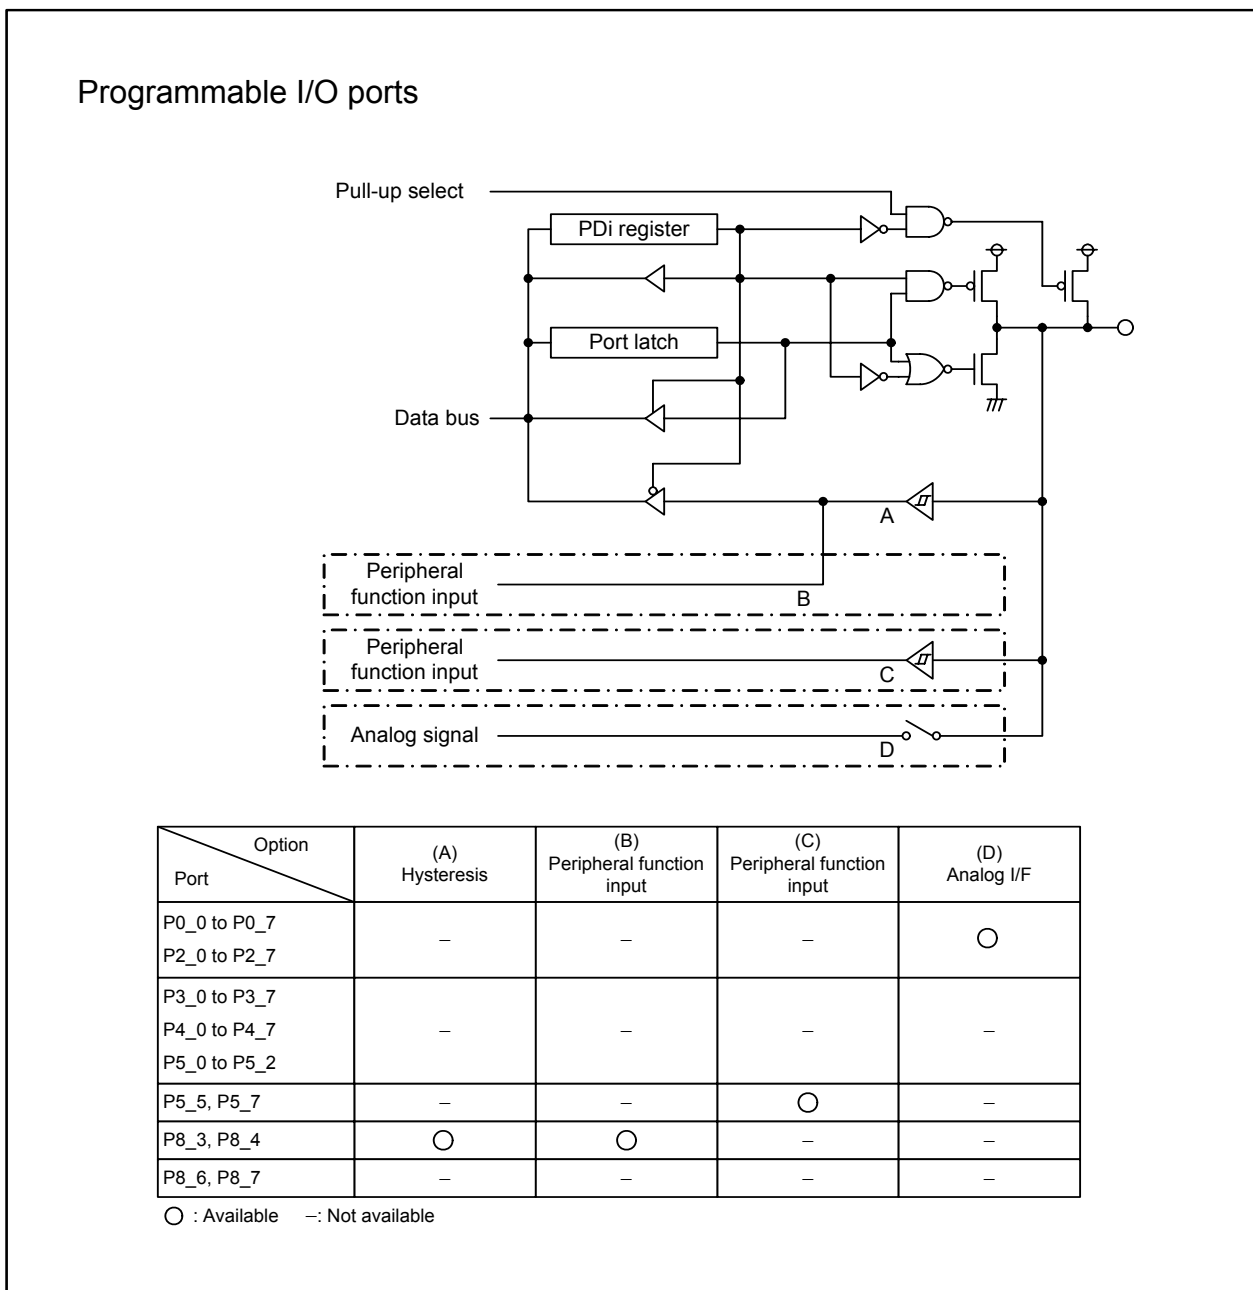 Programmable I/O ports
Pull-up select
PDi register
Port latch
Data bus
A
Peripheral
function input
B
Peripheral
function input
C
Analog signal
D
Option
Port
(A)
Hysteresis
(B)
Peripheral function
input
(C)
Peripheral function
input
(D)
Analog I/F
P0_0 to P0_7
P2_0 to P2_7
– – –
P3_0 to P3_7
P4_0 to P4_7
P5_0 to P5_2
– – – –
P5_5, P5_7 – – –
P8_3, P8_4 – –
P8_6, P8_7 – – – –
: Available –: Not available